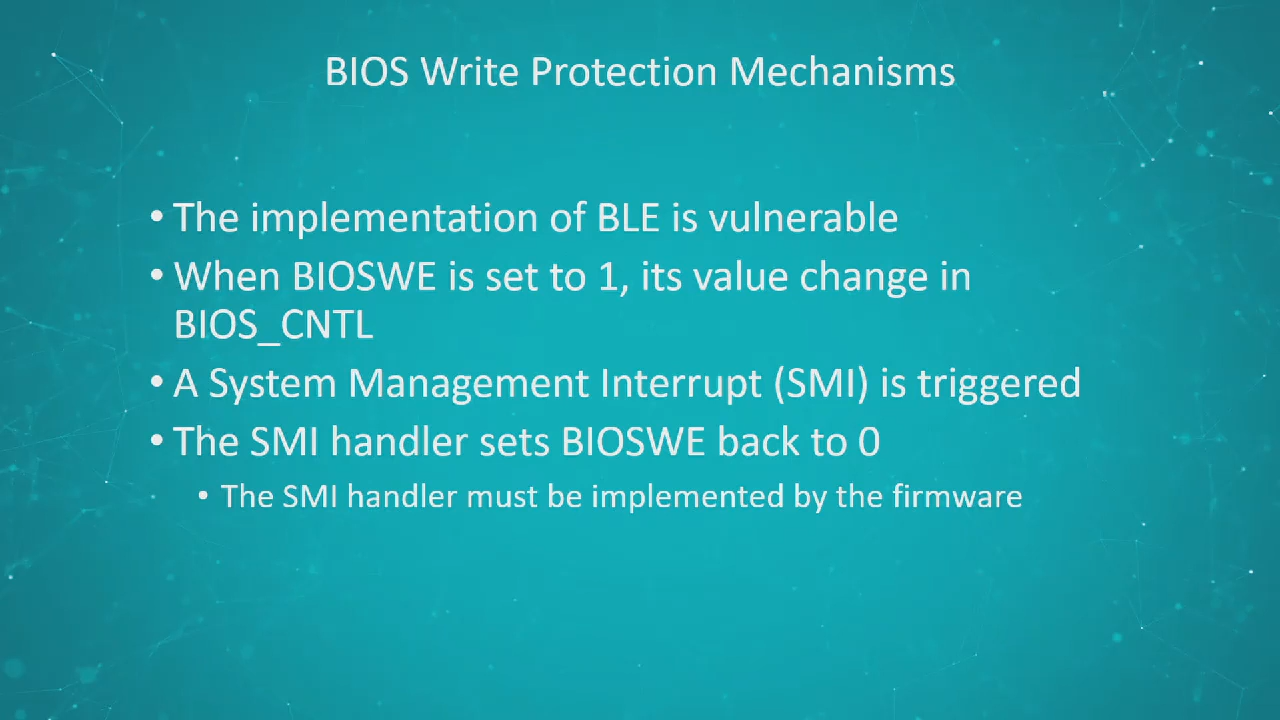 BIOS Write Protection Mechanisms
• The implementation of BLE is vulnerable
• When BIOSWE is set to 1, its value change in
BIOS_CNTL
• A System Management Interrupt (SMI) is triggered
• The SMI handler sets BIOSWE back to 0
• The SMI handler must be implemented by the firmware